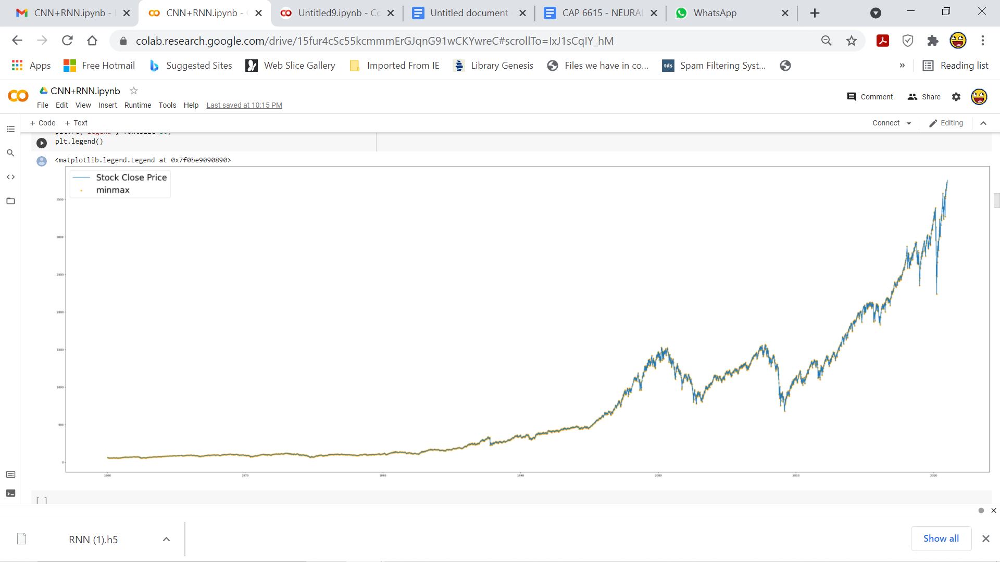 CNN+RNN.ipynb -
CNN+RNN.ipynb -
Untitled9.ipynb - Co
Untitled document
CAP 6615 - NEURAL
WhatsApp
colab.research.google.com/drive/15fur4cSc55kcmmmErGJqnG91wCKYwreC#scrollTo=IxJ1sCqIY_hM
Apps
Free Hotmail
Suggested Sites
Web Slice Gallery
Imported From IE
Library Genesis
Files we have in co...
tds
Spam Filtering Syst...
»
Reading list
CNN+RNN.ipynb
Comment
Share
File Edit View Insert Runtime Tools Help Last saved at 10:15 PM
+ Code + Text
Connect
Editing
plt.legend()
<matplotlib.legend.Legend at 0x7f0be9090890>
Stock Close Price
minmax
3500
3000
2500
2000
1500
1000
500
0
1960 1970 1980 1990 2000 2010 2020
[ ]
RNN (1).h5
Show all